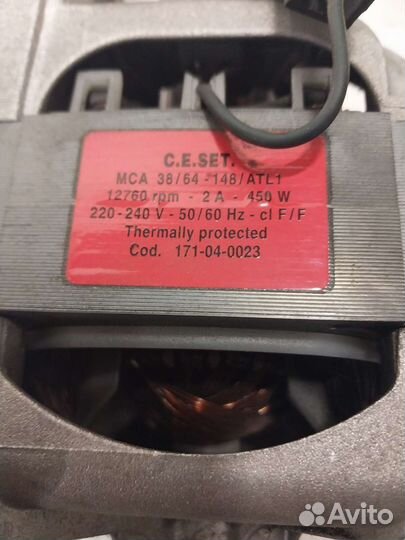 C.E.SET.
MCA 38/64-148/ATL1
12760 rpm - 2 A - 450 W
220-240 V - 50/60 Hz - cl F/F
Thermally protected
Cod. 171-04-0023
Avito